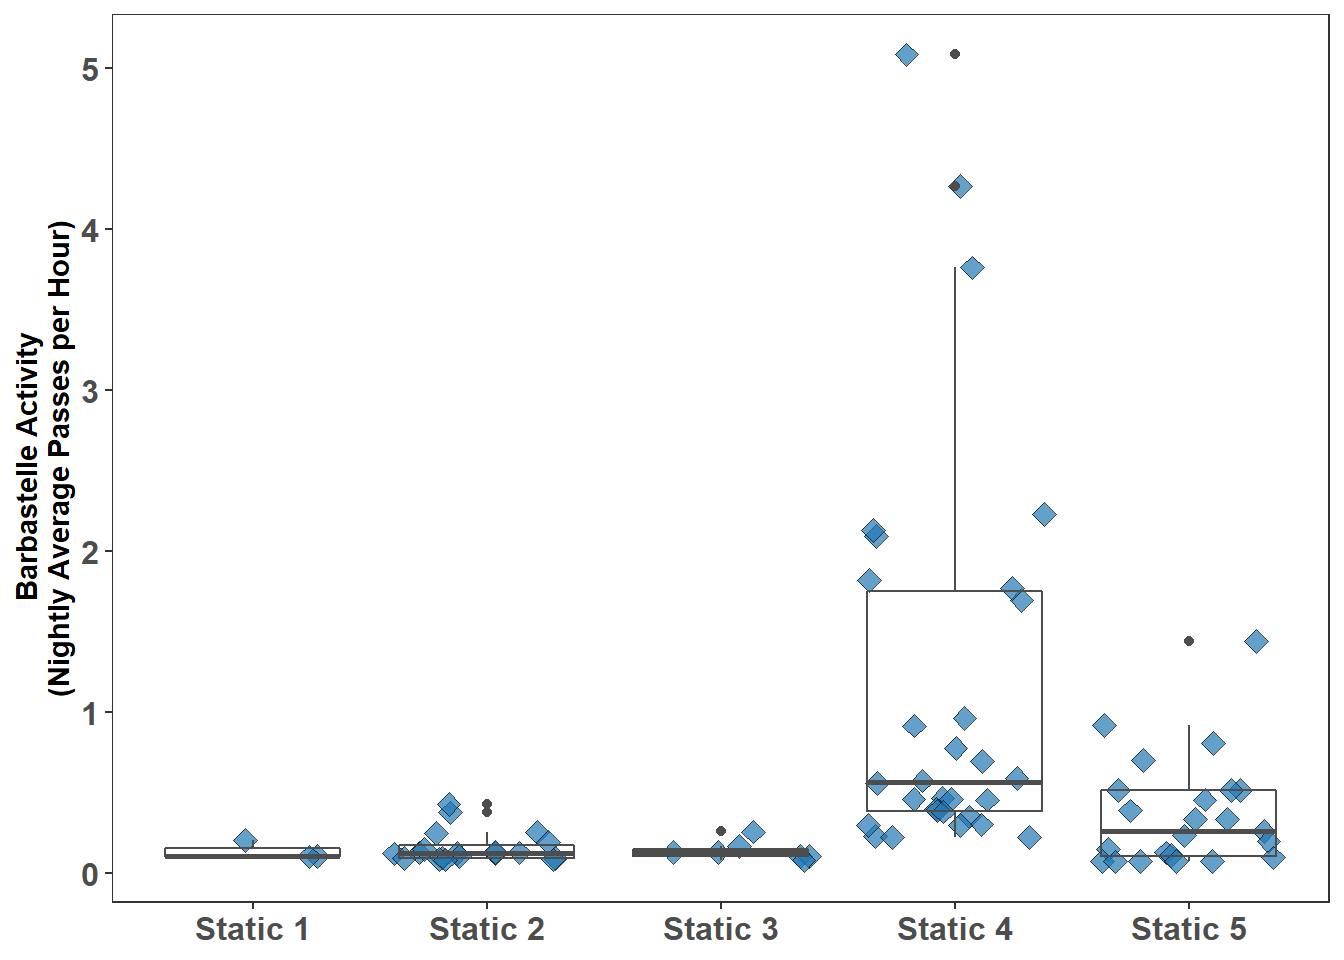 Barbastelle Activity
(Nightly Average Passes per Hour)
5
4
3
2
1
0
Static 1
Static 2
Static 3
Static 4
Static 5